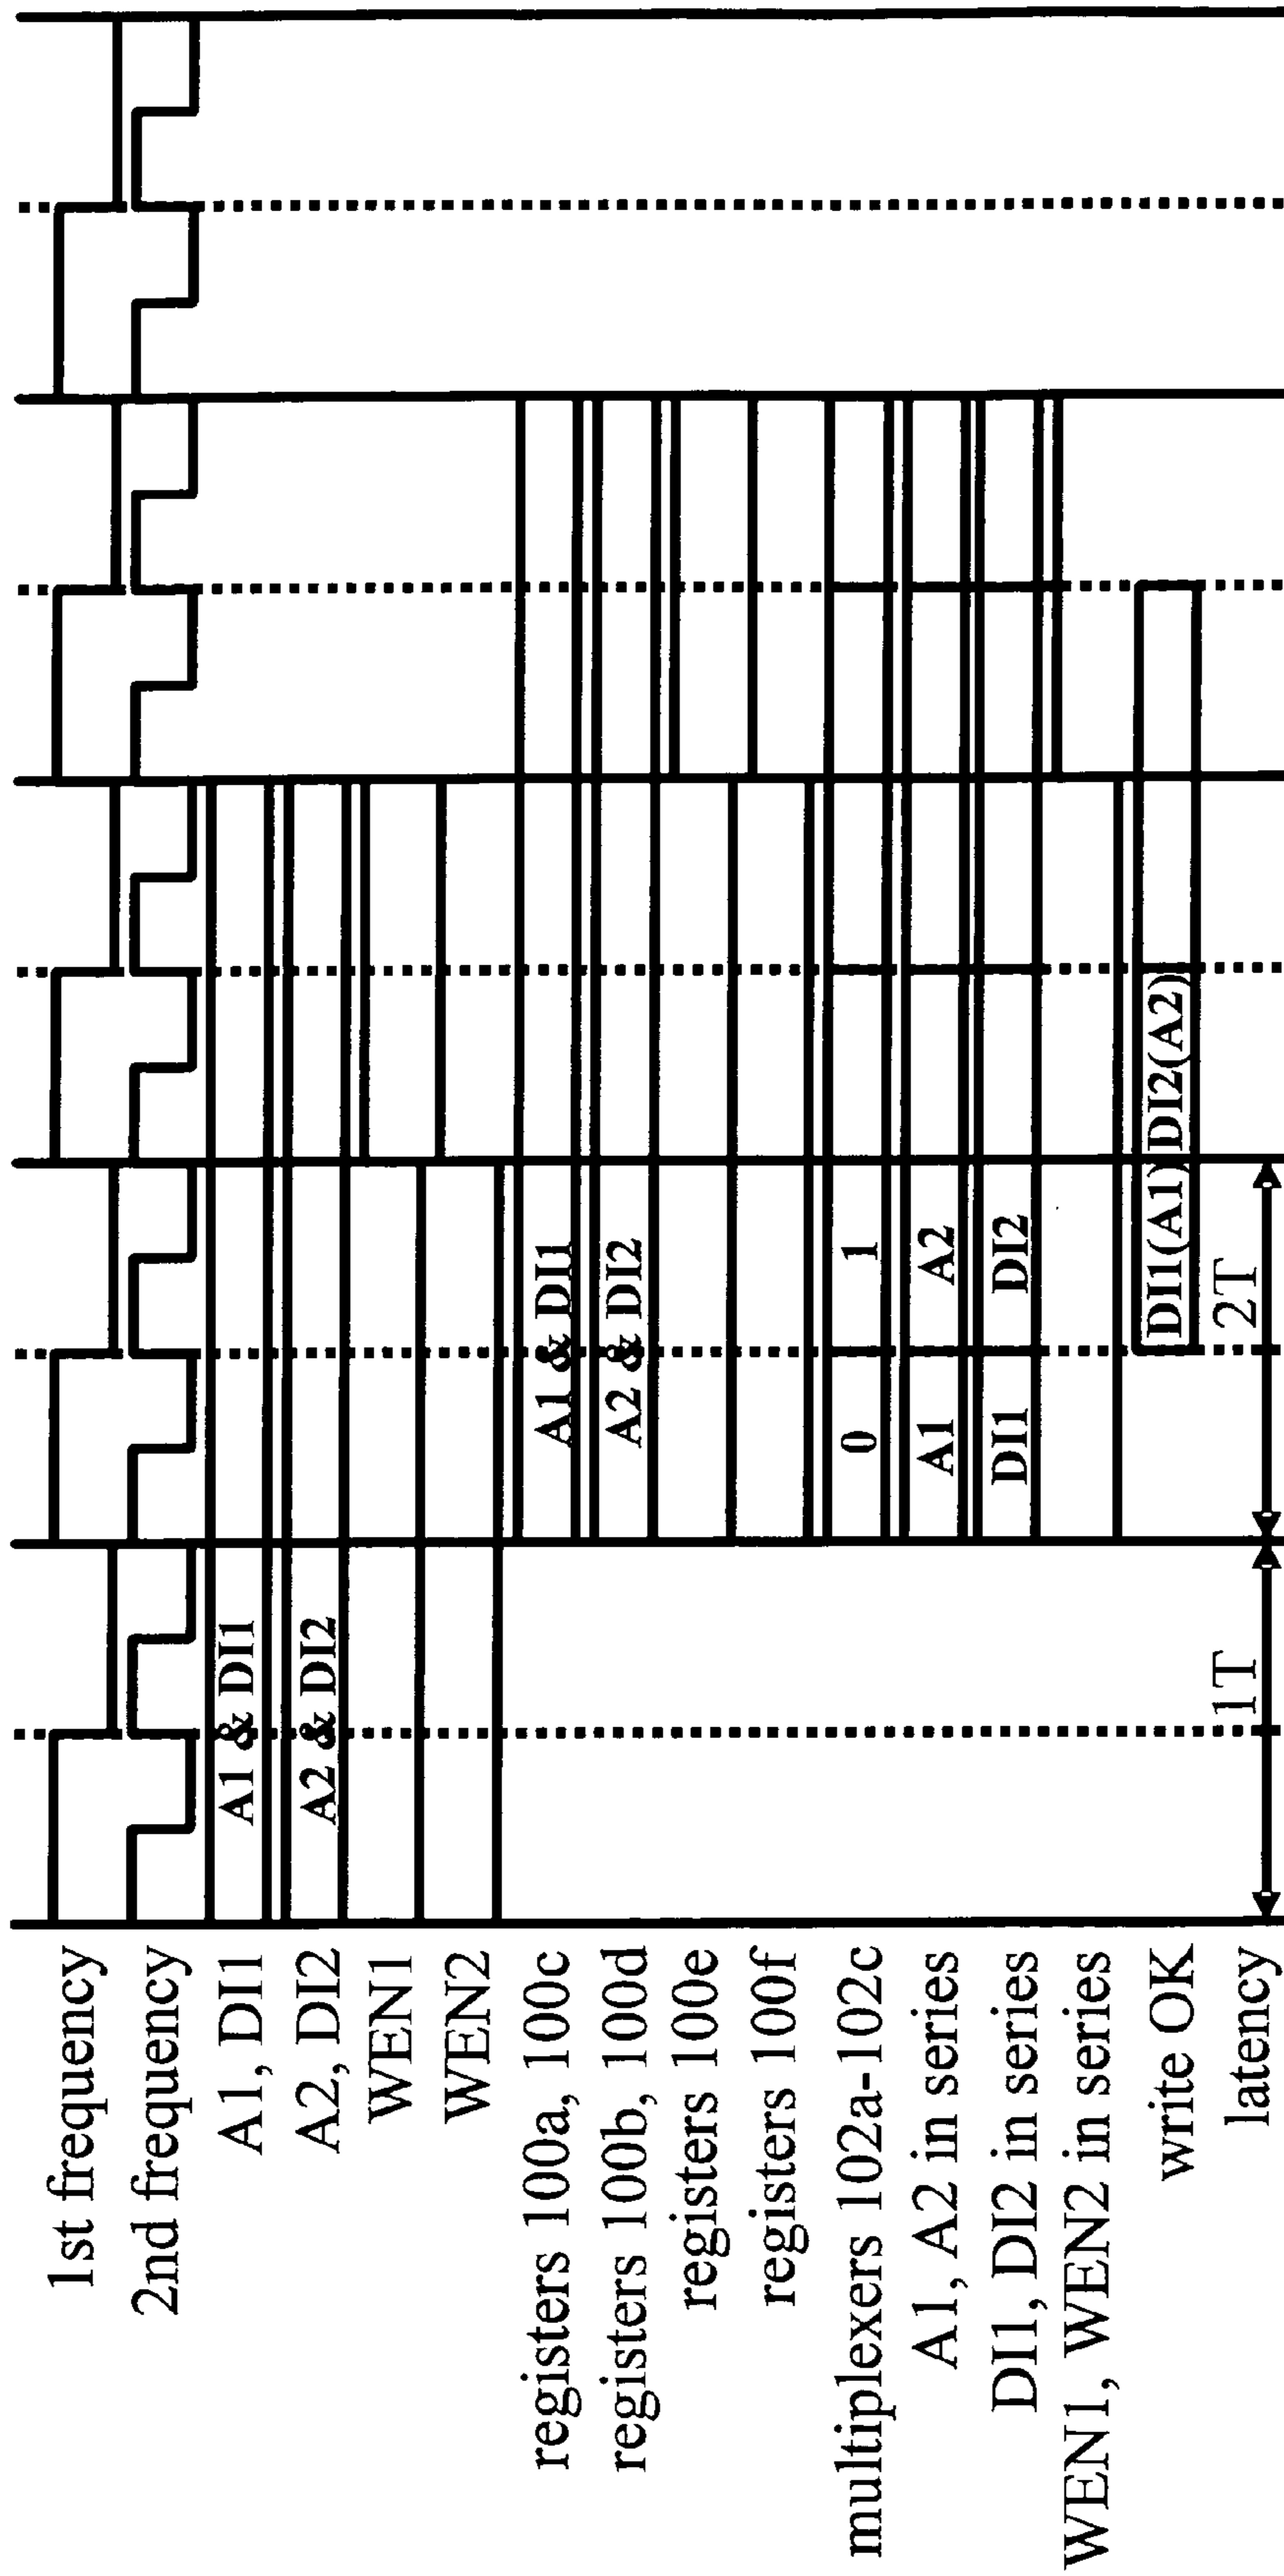 1st frequency
2nd frequency
A1, DI1 A1 & DI1
A2, DI2 A2 & DI2
WEN1
WEN2
registers 100a, 100c A1 & DI1
registers 100b, 100d A2 & DI2
registers 100e
registers 100f
multiplexers 102a-102c 0 1
A1, A2 in series A1 A2
DI1, DI2 in series DI1 DI2
WEN1, WEN2 in series
write OK DI1(A1) DI2(A2)
latency 1T 2T